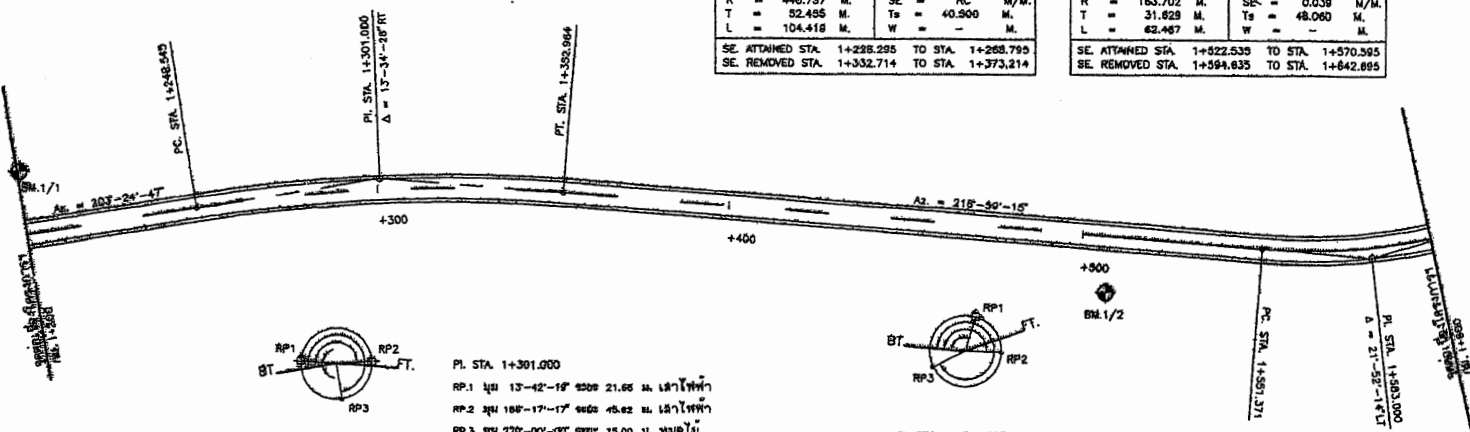 R = 440.737 M. SE = RC M/M.
T = 52.455 M. Ts = 40.500 M.
L = 104.419 M. W = - M.
SE. ATTAINED STA. 1+228.295 TO STA. 1+268.795
SE. REMOVED STA. 1+332.714 TO STA. 1+373.214
R = 163.702 M. SE = 0.039 M/M.
T = 31.629 M. Ts = 48.060 M.
L = 62.467 M. W = - M.
SE. ATTAINED STA. 1+522.535 TO STA. 1+570.595
SE. REMOVED STA. 1+594.635 TO STA. 1+642.695
PC. STA. 1+248.545
PI. STA. 1+301.000
Δ = 13°-34'-28" RT
PT. STA. 1+352.964
BM.1/1
Az. = 203°-24'-47"
+300
+400
Az. = 216°-59'-15"
+500
BM.1/2
PC. STA. 1+551.371
PI. STA. 1+583.000
Δ = 21°-52'-14" LT
RP1
RP2
BT
FT.
RP3
RP1
BT
FT.
RP2
RP3
PI. STA. 1+301.000
RP.1 มุม 13°-42'-19" ระยะ 21.66 ม. เสาไฟฟ้า
RP.2 มุม 168°-17'-17" ระยะ 45.82 ม. เสาไฟฟ้า